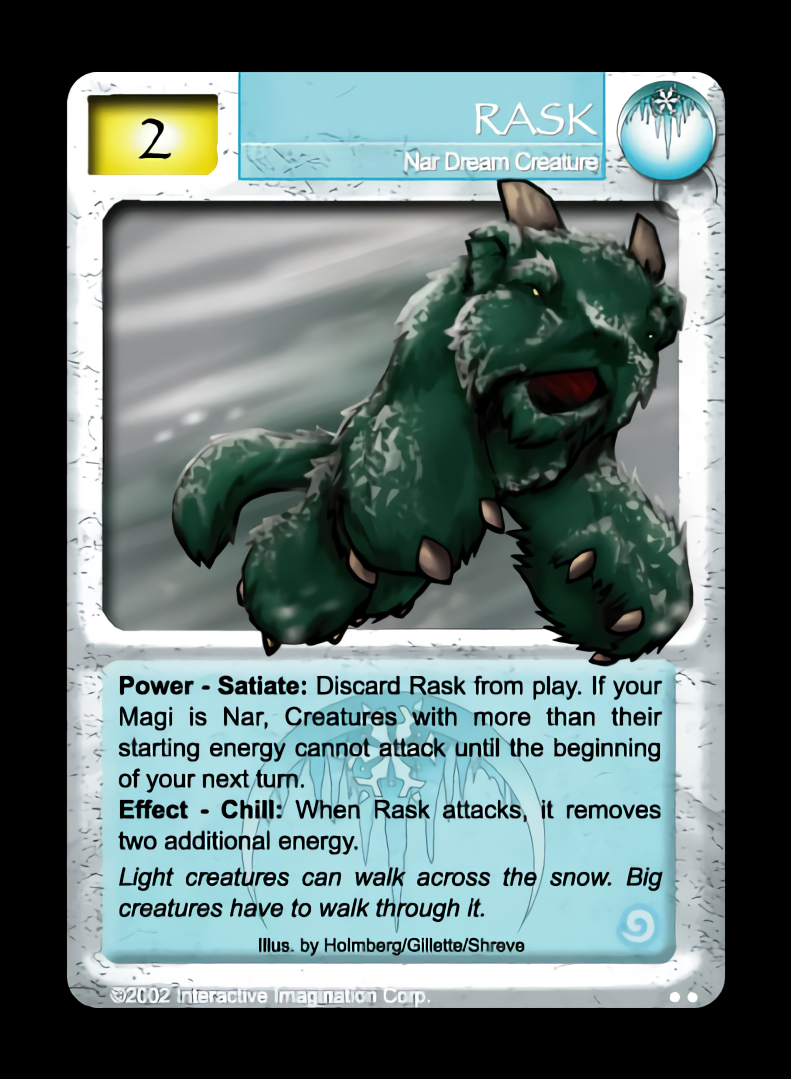 2
RASK
Nar Dream Creature
Power - Satiate: Discard Rask from play. If your
Magi is Nar, Creatures with more than their
starting energy cannot attack until the beginning
of your next turn.
Effect - Chill: When Rask attacks, it removes
two additional energy.
Light creatures can walk across the snow. Big
creatures have to walk through it.
Illus. by Holmberg/Gillette/Shreve
©2002 Interactive Imagination Corp.